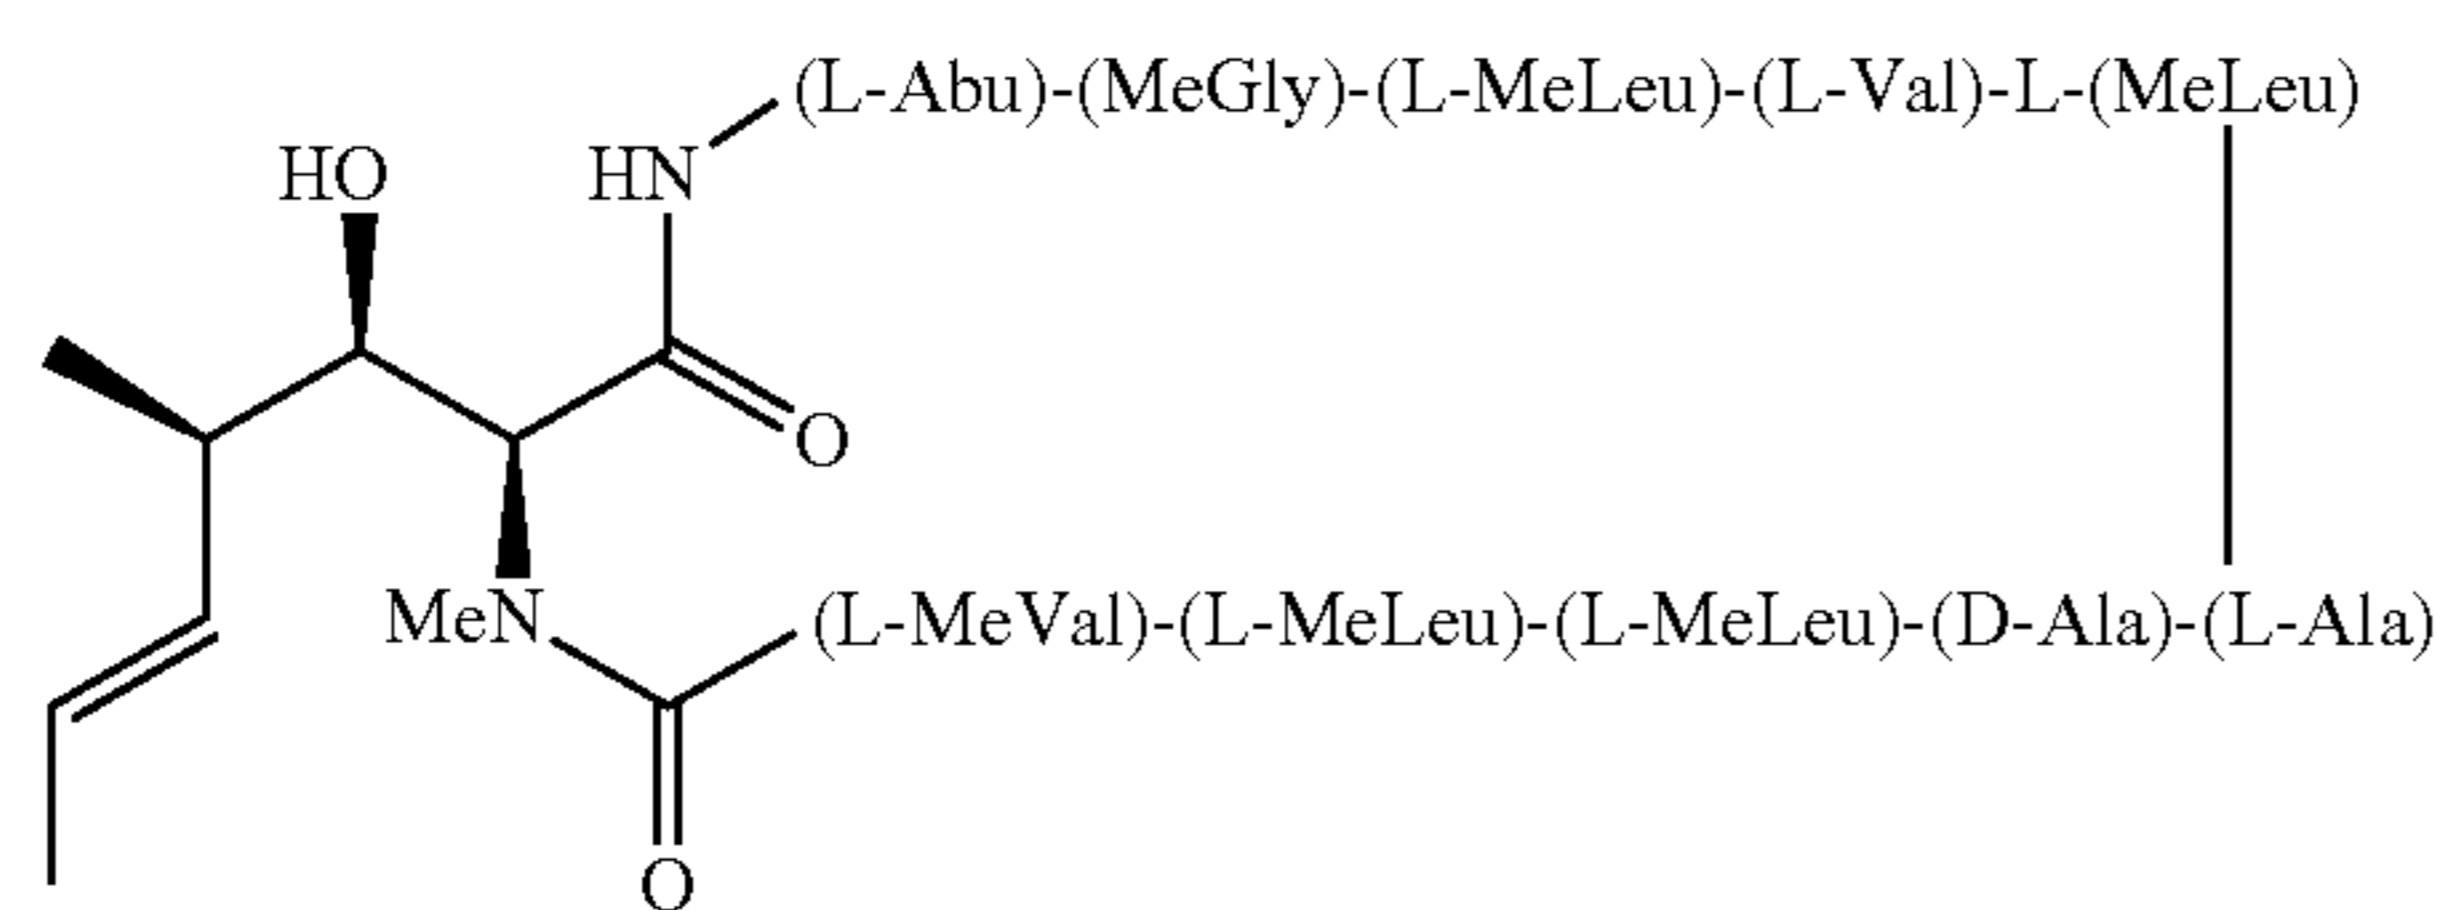 (L-Abu)-(MeGly)-(L-MeLeu)-(L-Val)-L-(MeLeu)
HO HN
O
MeN (L-MeVal)-(L-MeLeu)-(L-MeLeu)-(D-Ala)-(L-Ala)
O